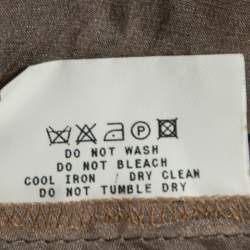 P
DO NOT WASH
DO NOT BLEACH
COOL IRON / DRY CLEAN
DO NOT TUMBLE DRY